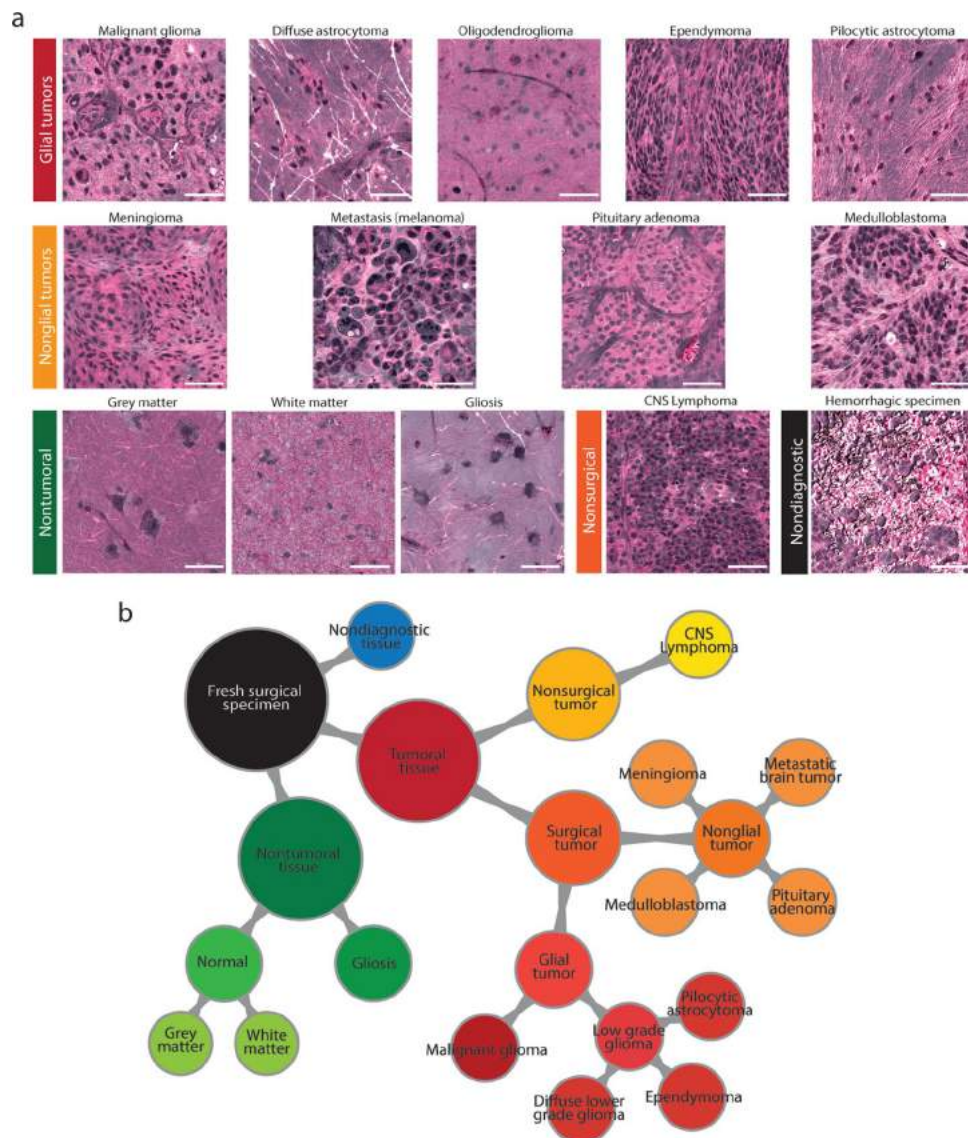 a
Malignant glioma
Diffuse astrocytoma
Oligodendroglioma
Ependymoma
Pilocytic astrocytoma
Glial tumors
Meningioma
Metastasis (melanoma)
Pituitary adenoma
Medulloblastoma
Nonglial tumors
Grey matter
White matter
Gliosis
CNS Lymphoma
Hemorrhagic specimen
Nontumoral
Nonsurgical
Nondiagnostic
b
Nondiagnostic
tissue
CNS
Lymphoma
Fresh surgical
specimen
Nonsurgical
tumor
Tumoral
tissue
Meningioma
Metastatic
brain tumor
Surgical
tumor
Nonglial
tumor
Nontumoral
tissue
Medulloblastoma
Pituitary
adenoma
Normal
Gliosis
Glial
tumor
Pilocytic
astrocytoma
Grey
matter
White
matter
Malignant glioma
Low grade
glioma
Diffuse lower
grade glioma
Ependymoma